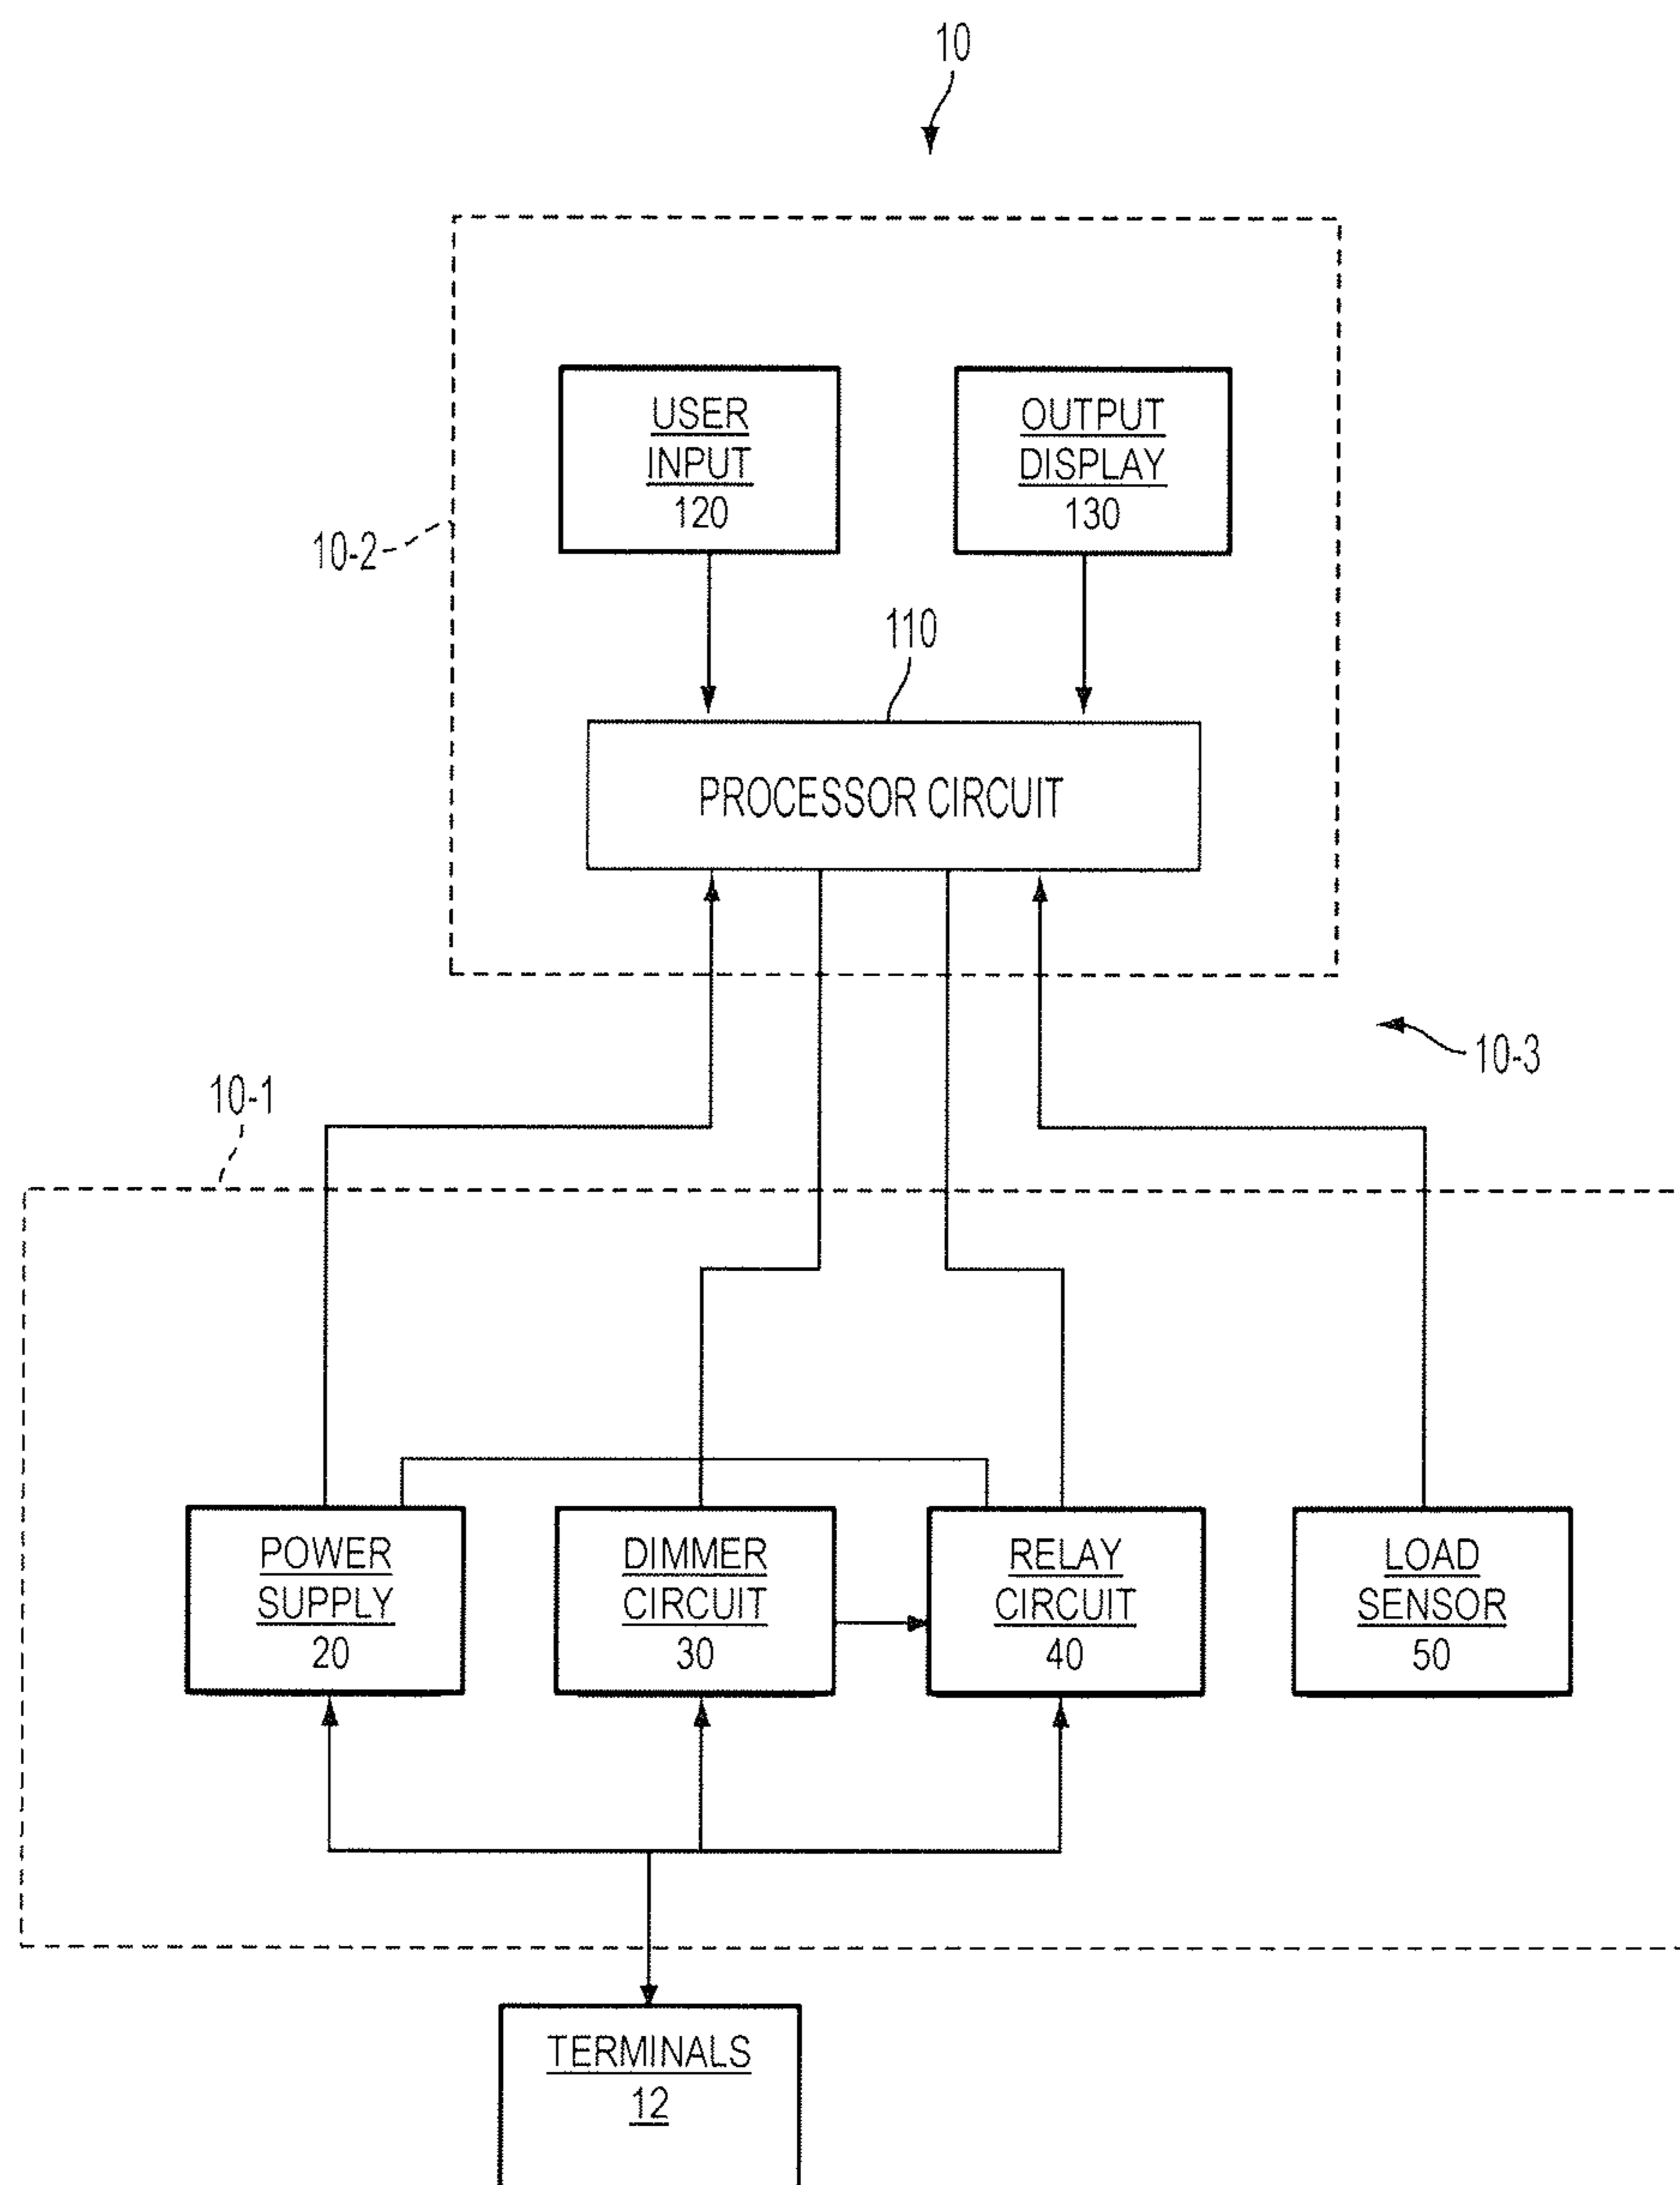 10
USER
INPUT
120
OUTPUT
DISPLAY
130
10-2
110
PROCESSOR CIRCUIT
10-3
10-1
POWER
SUPPLY
20
DIMMER
CIRCUIT
30
RELAY
CIRCUIT
40
LOAD
SENSOR
50
TERMINALS
12